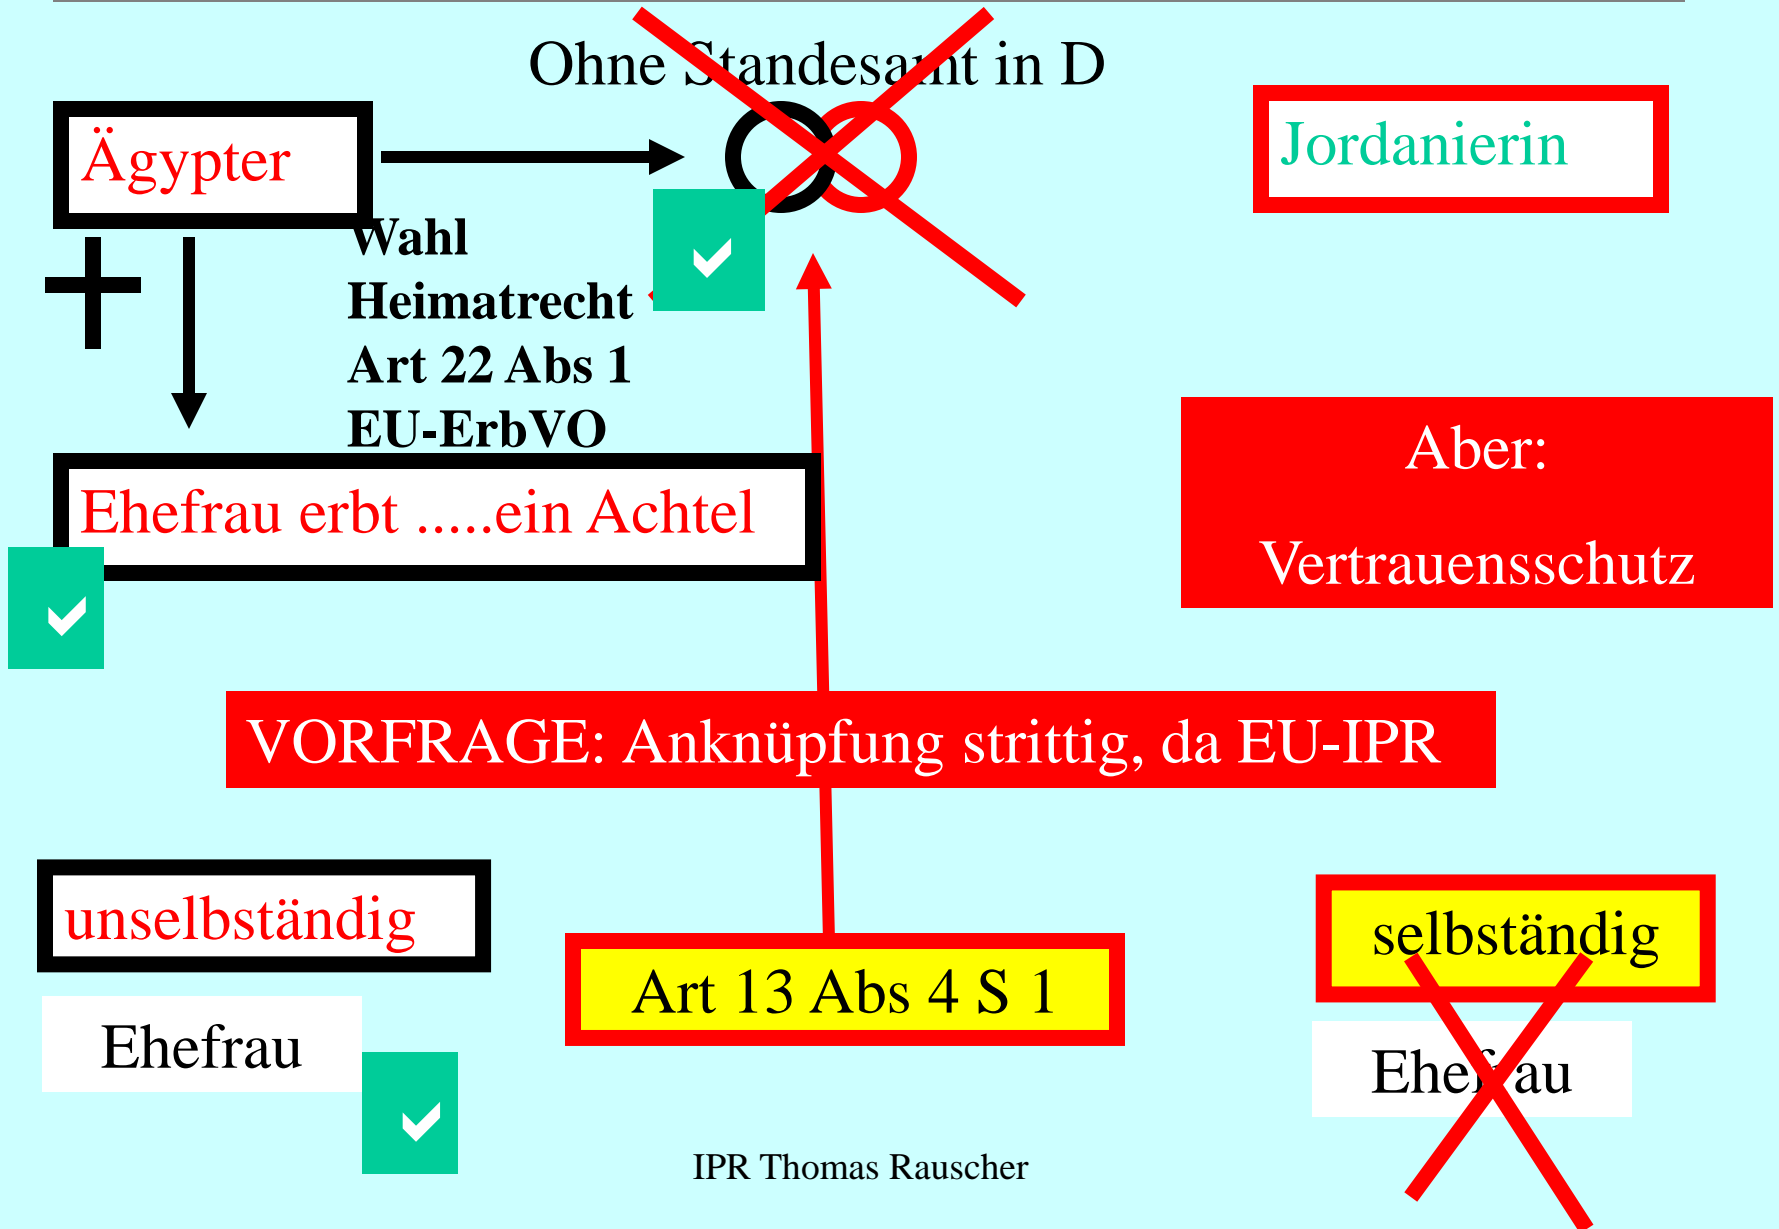 Ohne Standesamt in D
Ägypter
Jordanierin
Wahl
Heimatrecht
Art 22 Abs 1
EU-ErbVO
Aber:
Vertrauensschutz
Ehefrau erbt .....ein Achtel
VORFRAGE: Anknüpfung strittig, da EU-IPR
unselbständig
selbständig
Art 13 Abs 4 S 1
Ehefrau
Ehefrau
IPR Thomas Rauscher